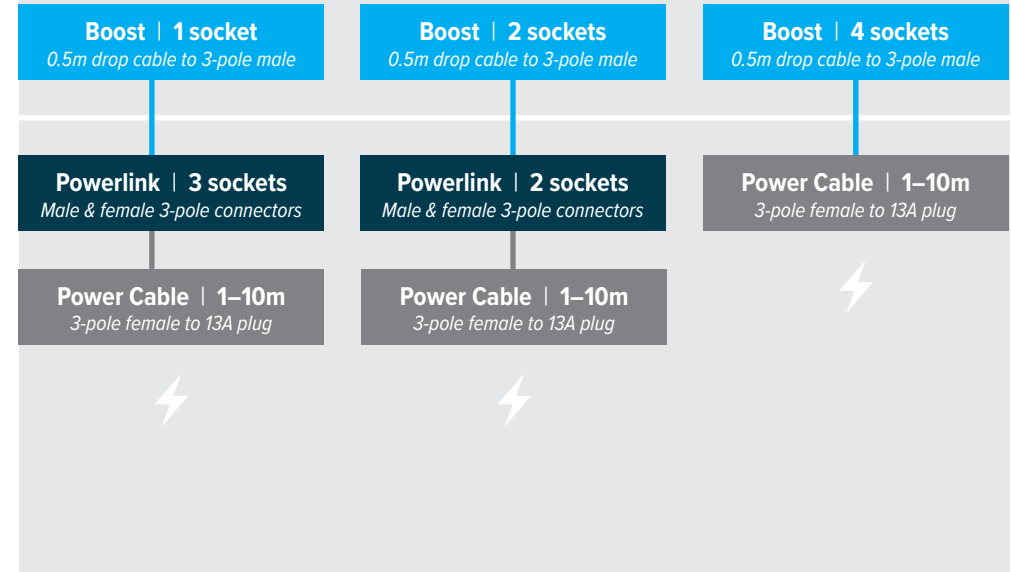 Boost | 1 socket
0.5m drop cable to 3-pole male
Boost | 2 sockets
0.5m drop cable to 3-pole male
Boost | 4 sockets
0.5m drop cable to 3-pole male
Powerlink | 3 sockets
Male & female 3-pole connectors
Powerlink | 2 sockets
Male & female 3-pole connectors
Power Cable | 1–10m
3-pole female to 13A plug
Power Cable | 1–10m
3-pole female to 13A plug
Power Cable | 1–10m
3-pole female to 13A plug